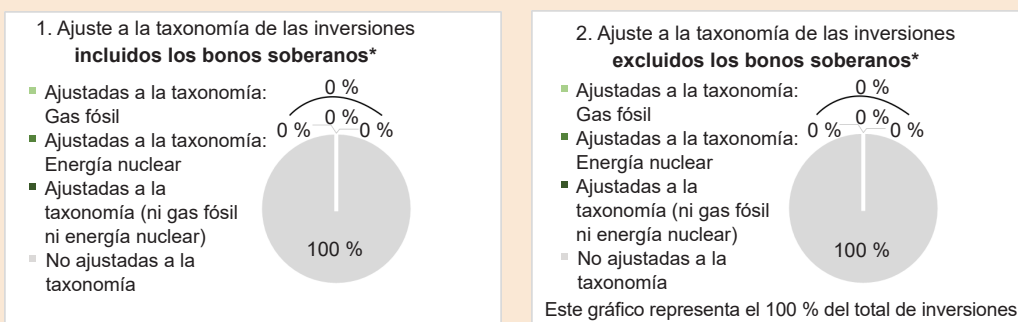 1. Ajuste a la taxonomía de las inversiones
incluidos los bonos soberanos*
Ajustadas a la taxonomía:
Gas fósil
Ajustadas a la taxonomía:
Energía nuclear
Ajustadas a la
taxonomía (ni gas fósil
ni energía nuclear)
No ajustadas a la
taxonomía
0 %
0 %
0 % 0 %
100 %
2. Ajuste a la taxonomía de las inversiones
excluidos los bonos soberanos*
Ajustadas a la taxonomía:
Gas fósil
Ajustadas a la taxonomía:
Energía nuclear
Ajustadas a la
taxonomía (ni gas fósil
ni energía nuclear)
No ajustadas a la
taxonomía
0 %
0 %
0 % 0 %
100 %
Este gráfico representa el 100 % del total de inversiones